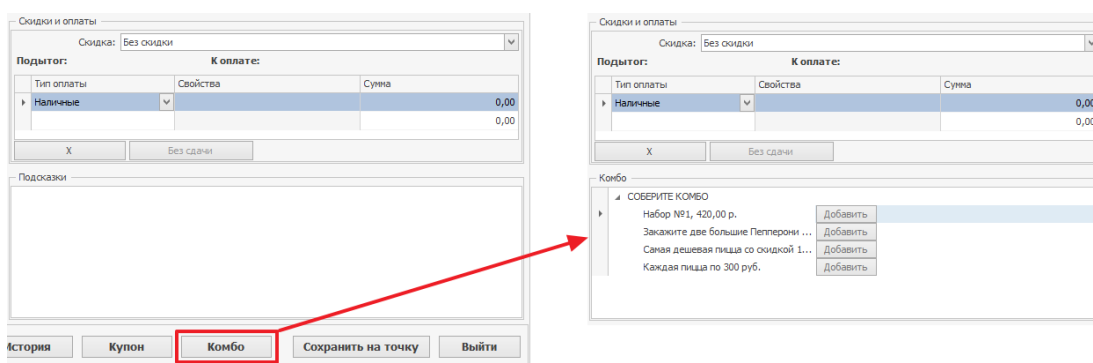 Скидки и оплаты
Скидка: Без скидки
Подытог: К оплате:
Тип оплаты Свойства Сумма
Наличные 0,00
0,00
X Без сдачи
Подсказки
История Купон Комбо Сохранить на точку Выйти
Скидки и оплаты
Скидка: Без скидки
Подытог: К оплате:
Тип оплаты Свойства Сумма
Наличные 0,00
0,00
X Без сдачи
Комбо
СОБЕРИТЕ КОМБО
Набор №1, 420,00 р. Добавить
Закажите две большие Пепперони ... Добавить
Самая дешевая пицца со скидкой 1... Добавить
Каждая пицца по 300 руб. Добавить